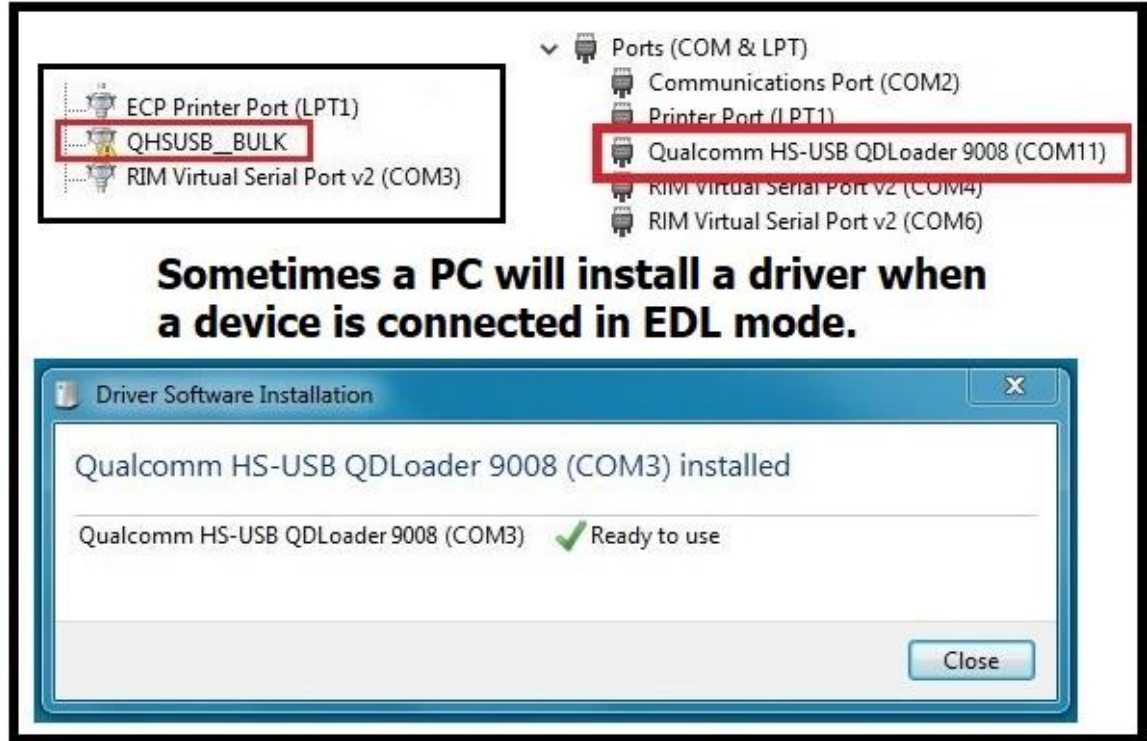 ECP Printer Port (LPT1)
QHSUSB__BULK
RIM Virtual Serial Port v2 (COM3)
Ports (COM & LPT)
Communications Port (COM2)
Printer Port (LPT1)
Qualcomm HS-USB QDLoader 9008 (COM11)
RIM Virtual Serial Port v2 (COM4)
RIM Virtual Serial Port v2 (COM6)
Sometimes a PC will install a driver when
a device is connected in EDL mode.
Driver Software Installation
Qualcomm HS-USB QDLoader 9008 (COM3) installed
Qualcomm HS-USB QDLoader 9008 (COM3) Ready to use
Close